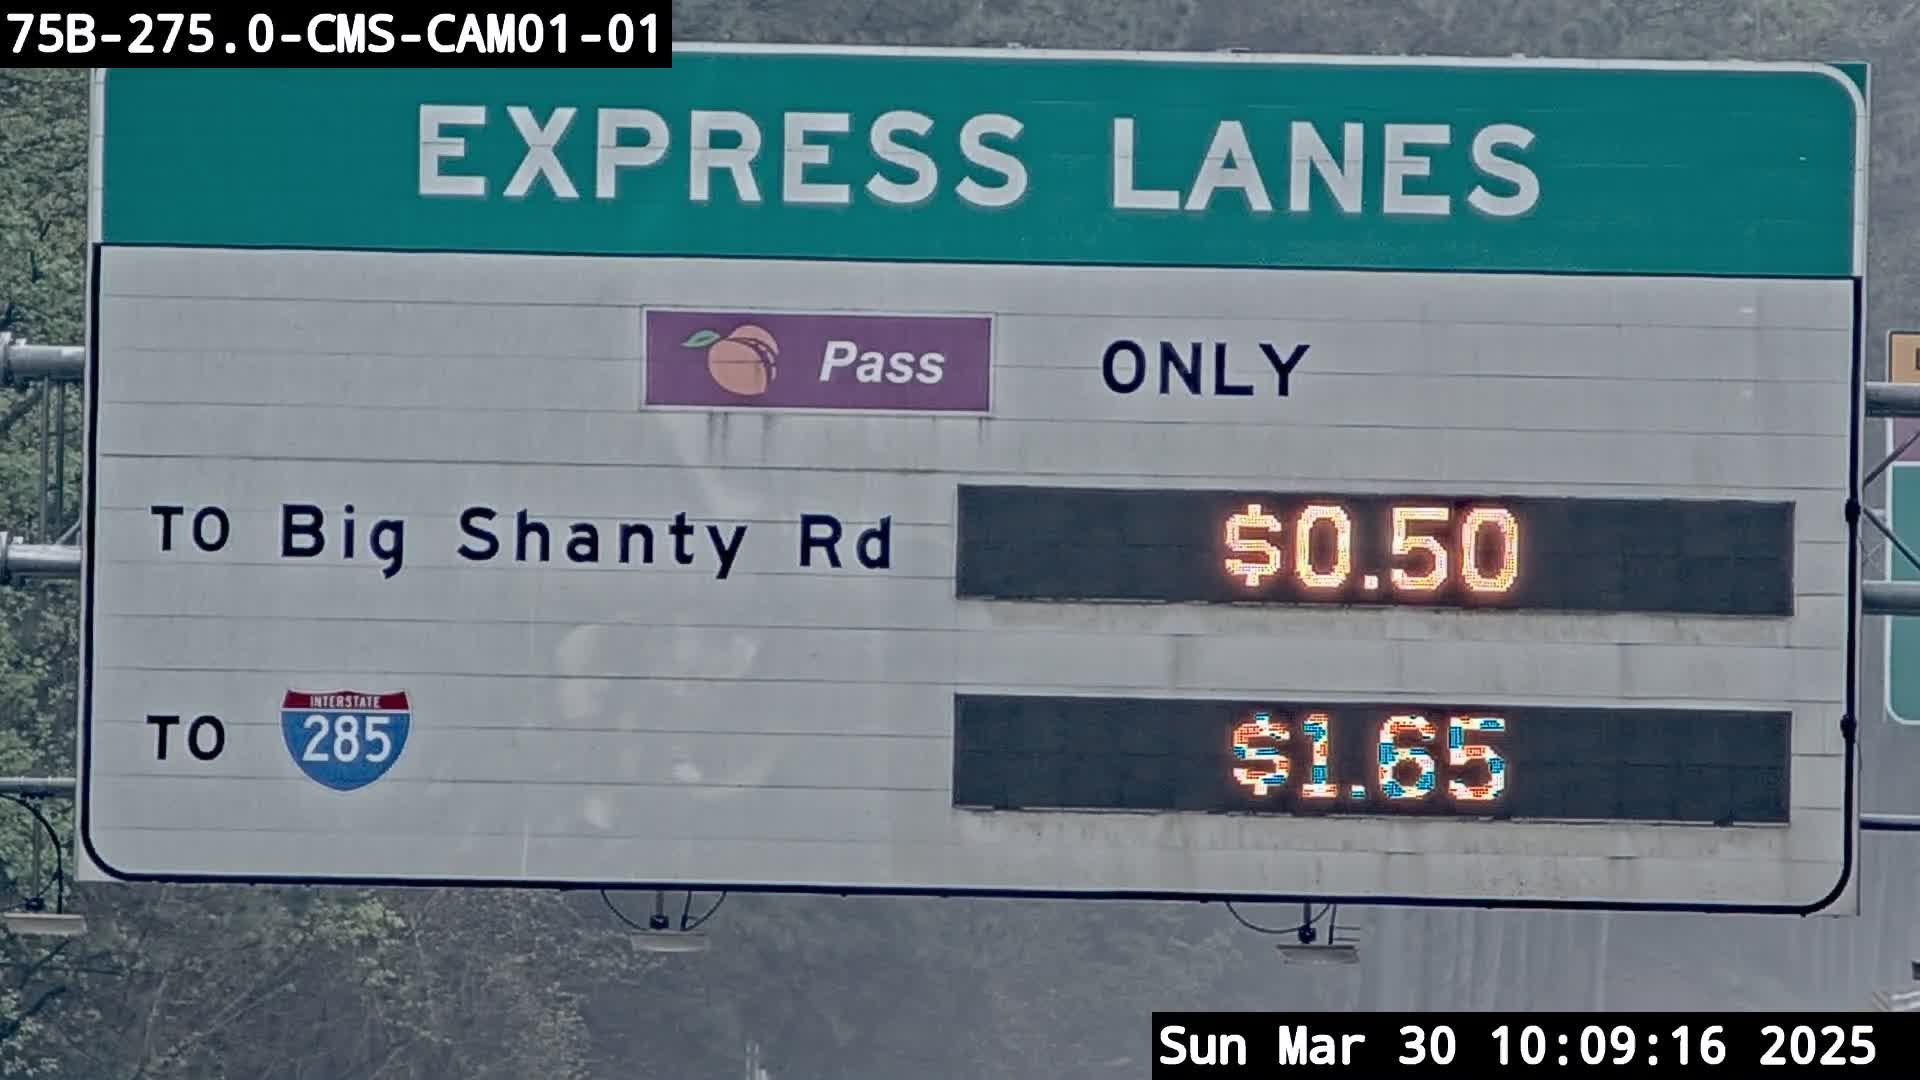 75B-275.0-CMS-CAM01-01
EXPRESS LANES
Pass ONLY
TO Big Shanty Rd $0.50
INTERSTATE
TO 285 $1.65
Sun Mar 30 10:09:16 2025